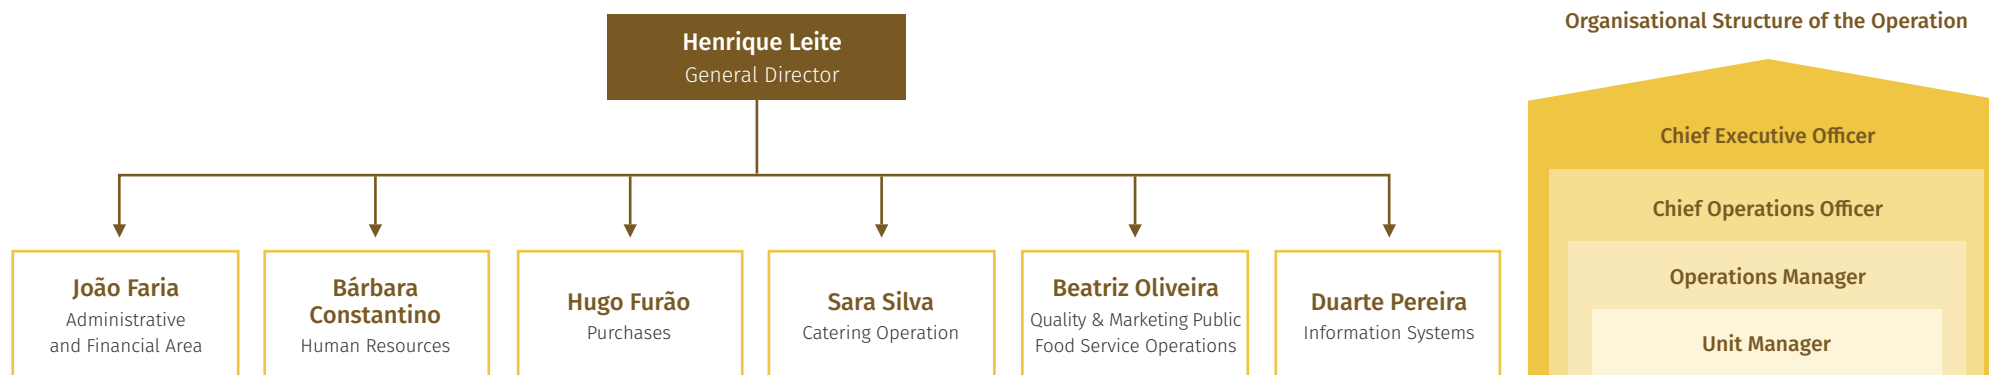 Henrique Leite
General Director
João Faria
Administrative
and Financial Area
Bárbara
Constantino
Human Resources
Hugo Furão
Purchases
Sara Silva
Catering Operation
Beatriz Oliveira
Quality & Marketing Public
Food Service Operations
Duarte Pereira
Information Systems
Organisational Structure of the Operation
Chief Executive Officer
Chief Operations Officer
Operations Manager
Unit Manager